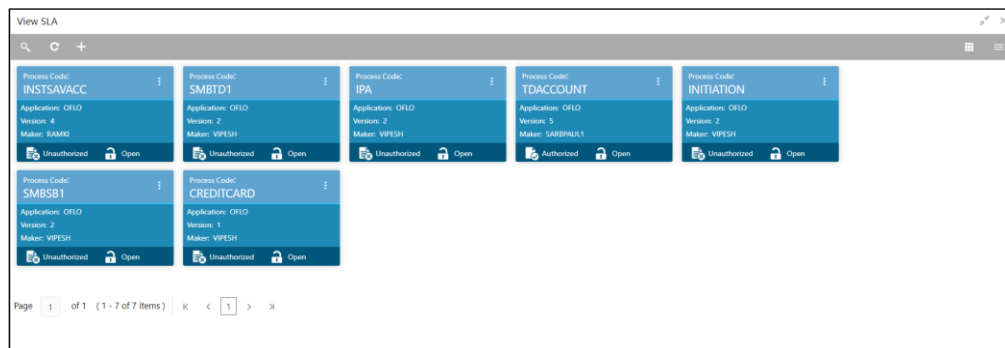 View SLA
Process Code:
INSTSAVACC
Application: OFLO
Version: 4
Maker: RAMKI
Unauthorized Open
Process Code:
SMBTD1
Application: OFLO
Version: 2
Maker: VIPESH
Unauthorized Open
Process Code:
IPA
Application: OFLO
Version: 2
Maker: VIPESH
Unauthorized Open
Process Code:
TDACCOUNT
Application: OFLO
Version: 5
Maker: SARBPAUL1
Authorized Open
Process Code:
INITIATION
Application: OFLO
Version: 2
Maker: VIPESH
Unauthorized Open
Process Code:
SMBSB1
Application: OFLO
Version: 2
Maker: VIPESH
Unauthorized Open
Process Code:
CREDITCARD
Application: OFLO
Version: 1
Maker: VIPESH
Unauthorized Open
Page 1 of 1 ( 1 - 7 of 7 items ) 1